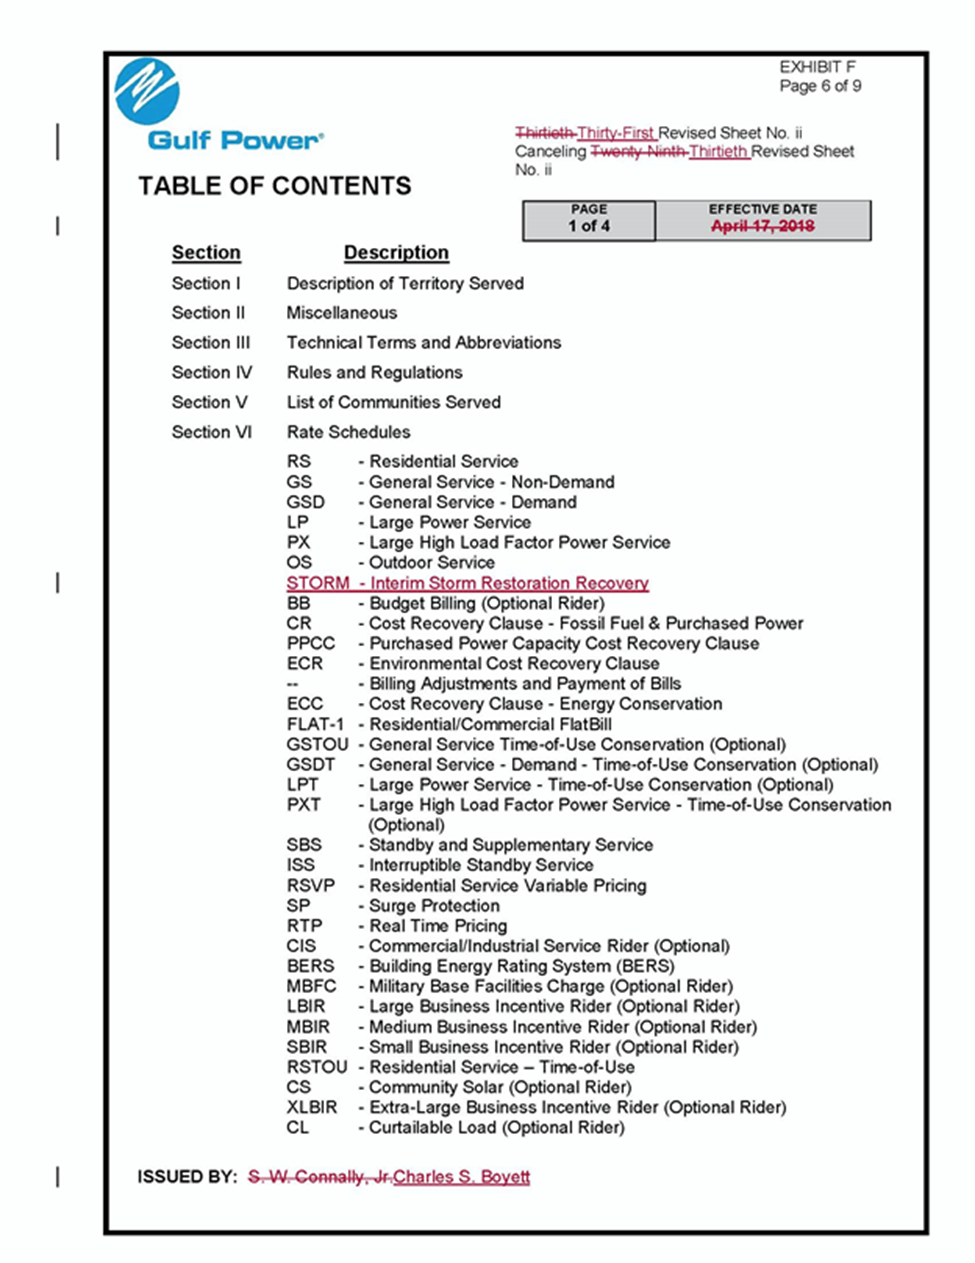 EXHIBIT F
Page 6 of 9
Gulf Power®
Thirtieth Thirty-First Revised Sheet No. ii
Canceling Twenty-Ninth Thirtieth Revised Sheet
No. ii
TABLE OF CONTENTS
PAGE EFFECTIVE DATE
1 of 4 April 17, 2018
Section Description
Section I Description of Territory Served
Section II Miscellaneous
Section III Technical Terms and Abbreviations
Section IV Rules and Regulations
Section V List of Communities Served
Section VI Rate Schedules
RS - Residential Service
GS - General Service - Non-Demand
GSD - General Service - Demand
LP - Large Power Service
PX - Large High Load Factor Power Service
OS - Outdoor Service
STORM - Interim Storm Restoration Recovery
BB - Budget Billing (Optional Rider)
CR - Cost Recovery Clause - Fossil Fuel & Purchased Power
PPCC - Purchased Power Capacity Cost Recovery Clause
ECR - Environmental Cost Recovery Clause
-- - Billing Adjustments and Payment of Bills
ECC - Cost Recovery Clause - Energy Conservation
FLAT-1 - Residential/Commercial FlatBill
GSTOU - General Service Time-of-Use Conservation (Optional)
GSDT - General Service - Demand - Time-of-Use Conservation (Optional)
LPT - Large Power Service - Time-of-Use Conservation (Optional)
PXT - Large High Load Factor Power Service - Time-of-Use Conservation
(Optional)
SBS - Standby and Supplementary Service
ISS - Interruptible Standby Service
RSVP - Residential Service Variable Pricing
SP - Surge Protection
RTP - Real Time Pricing
CIS - Commercial/Industrial Service Rider (Optional)
BERS - Building Energy Rating System (BERS)
MBFC - Military Base Facilities Charge (Optional Rider)
LBIR - Large Business Incentive Rider (Optional Rider)
MBIR - Medium Business Incentive Rider (Optional Rider)
SBIR - Small Business Incentive Rider (Optional Rider)
RSTOU - Residential Service – Time-of-Use
CS - Community Solar (Optional Rider)
XLBIR - Extra-Large Business Incentive Rider (Optional Rider)
CL - Curtailable Load (Optional Rider)
ISSUED BY: S. W. Connally, Jr.Charles S. Boyett